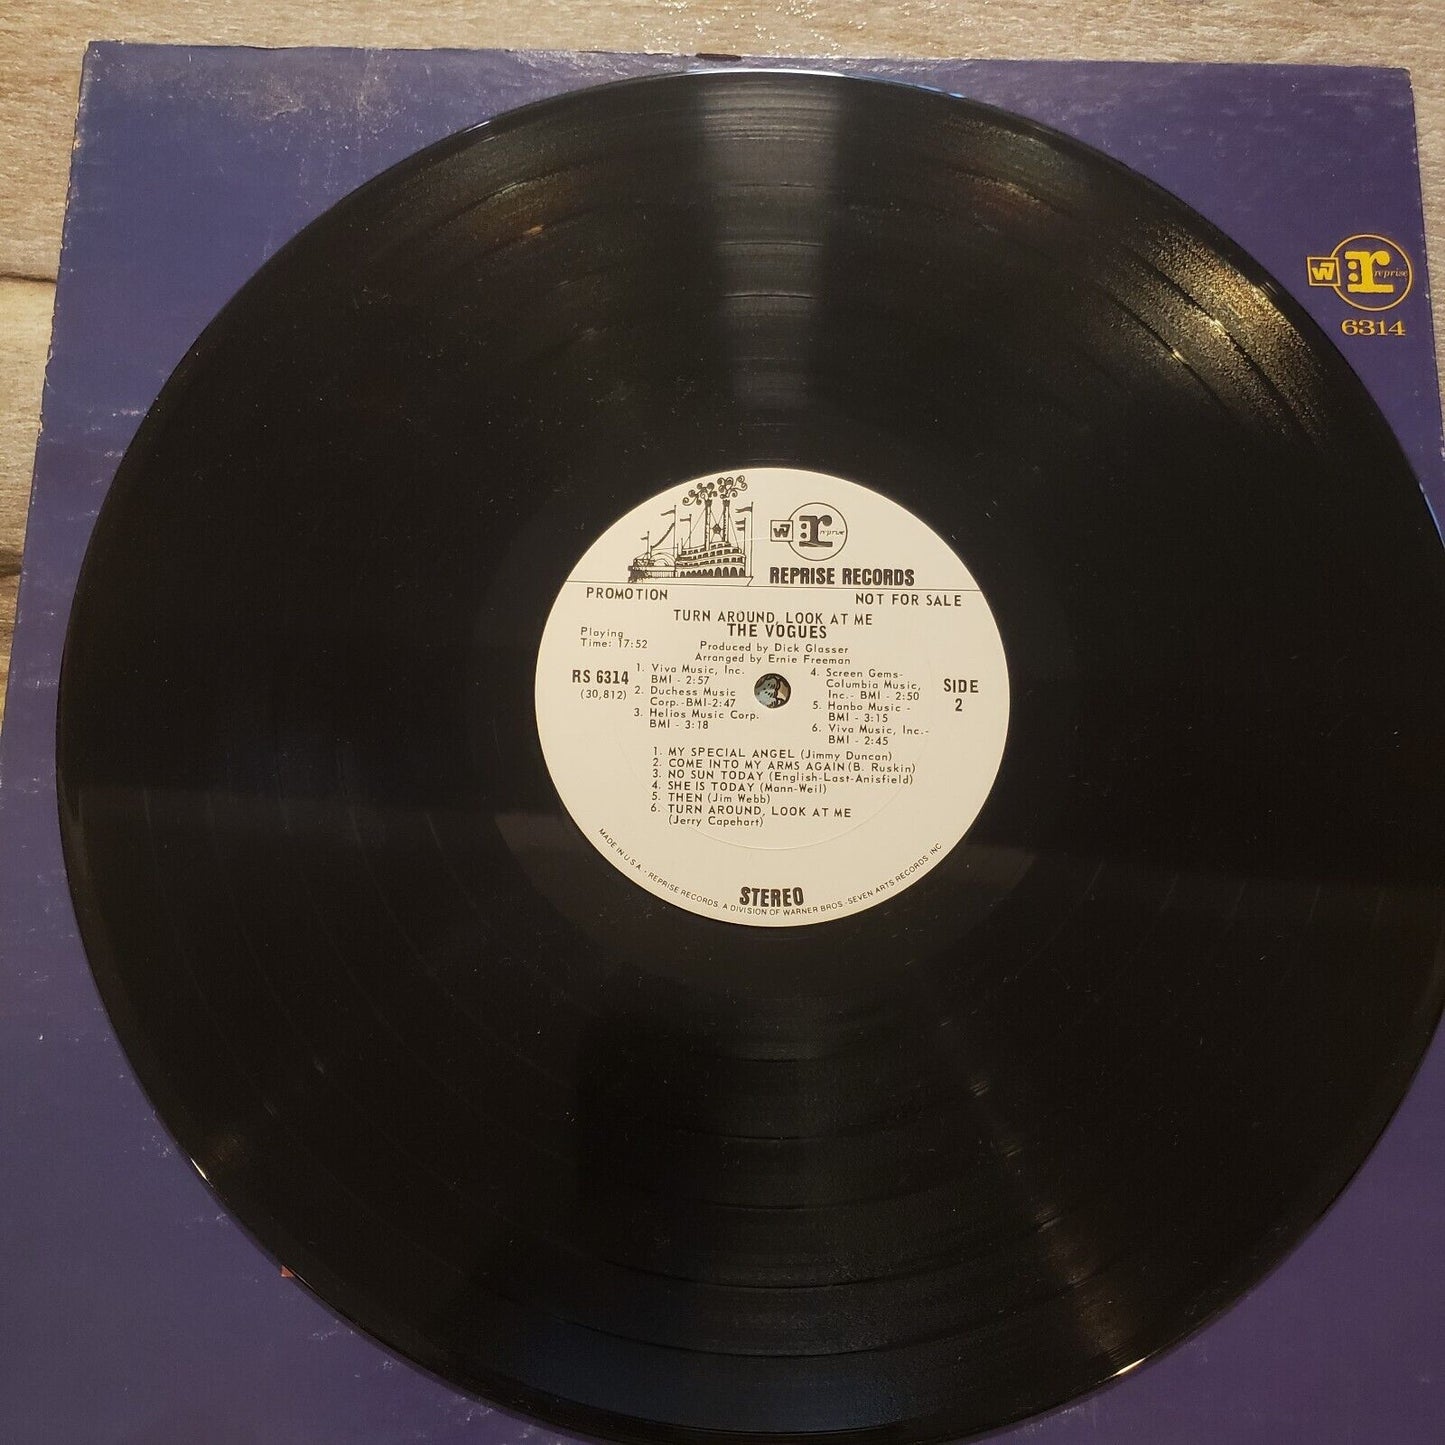 W7 r reprise
6314
W7 r reprise
REPRISE RECORDS
PROMOTION NOT FOR SALE
TURN AROUND, LOOK AT ME
THE VOGUES
Playing
Time: 17:52
Produced by Dick Glasser
Arranged by Ernie Freeman
RS 6314
(30,812)
1. Viva Music, Inc.
BMI - 2:57
2. Duchess Music
Corp.-BMI-2:47
3. Helios Music Corp.
BMI - 3:18
4. Screen Gems-
Columbia Music,
Inc.- BMI - 2:50
5. Hanbo Music -
BMI - 3:15
6. Viva Music, Inc.-
BMI - 2:45
SIDE
2
1. MY SPECIAL ANGEL (Jimmy Duncan)
2. COME INTO MY ARMS AGAIN (B. Ruskin)
3. NO SUN TODAY (English-Last-Anisfield)
4. SHE IS TODAY (Mann-Weil)
5. THEN (Jim Webb)
6. TURN AROUND, LOOK AT ME
(Jerry Capehart)
STEREO
MADE IN U.S.A. · REPRISE RECORDS, A DIVISION OF WARNER BROS.-SEVEN ARTS RECORDS, INC